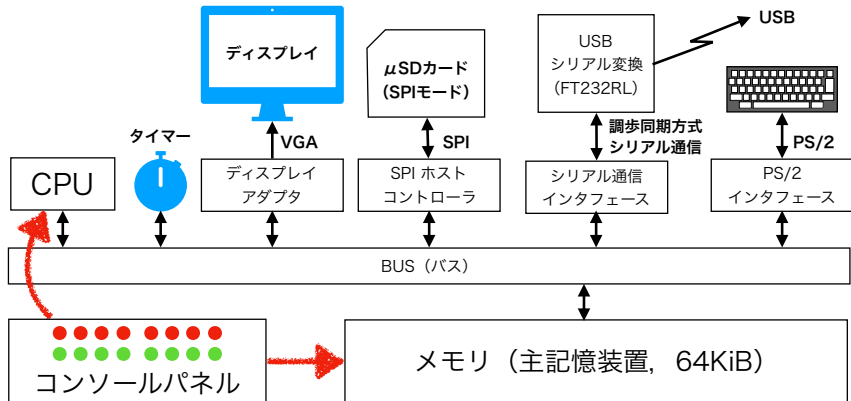 USB
ディスプレイ
μSDカード
（SPIモード）
USB
シリアル変換
（FT232RL）
タイマー
VGA
SPI
調歩同期方式
シリアル通信
PS/2
CPU
ディスプレイ
アダプタ
SPI ホスト
コントローラ
シリアル通信
インタフェース
PS/2
インタフェース
BUS（バス）
コンソールパネル
メモリ（主記憶装置，64KiB）